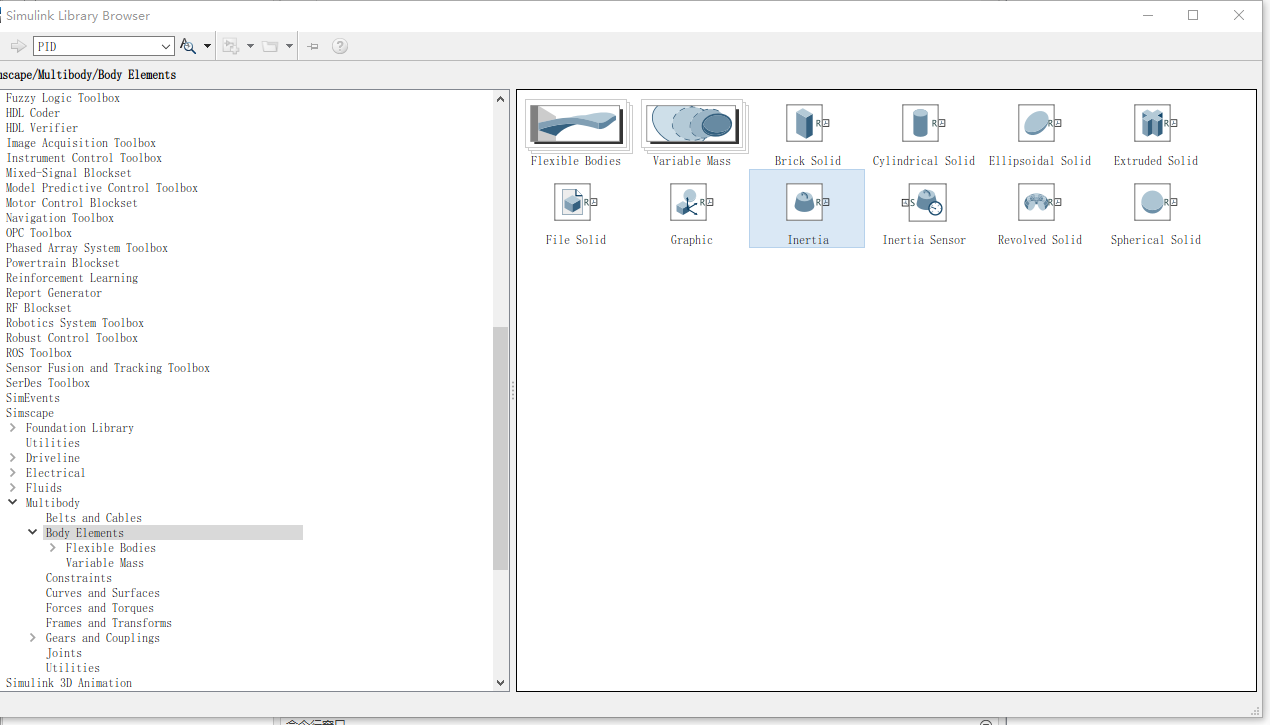 Simulink Library Browser
PID
mscape/Multibody/Body Elements
Fuzzy Logic Toolbox
HDL Coder
HDL Verifier
Image Acquisition Toolbox
Instrument Control Toolbox
Mixed-Signal Blockset
Model Predictive Control Toolbox
Motor Control Blockset
Navigation Toolbox
OPC Toolbox
Phased Array System Toolbox
Powertrain Blockset
Reinforcement Learning
Report Generator
RF Blockset
Robotics System Toolbox
Robust Control Toolbox
ROS Toolbox
Sensor Fusion and Tracking Toolbox
SerDes Toolbox
SimEvents
Simscape
Foundation Library
Utilities
Driveline
Electrical
Fluids
Multibody
Belts and Cables
Body Elements
Flexible Bodies
Variable Mass
Constraints
Curves and Surfaces
Forces and Torques
Frames and Transforms
Gears and Couplings
Joints
Utilities
Simulink 3D Animation
R R R R
Flexible Bodies Variable Mass Brick Solid Cylindrical Solid Ellipsoidal Solid Extruded Solid
R R R S R R
File Solid Graphic Inertia Inertia Sensor Revolved Solid Spherical Solid
命令行窗口